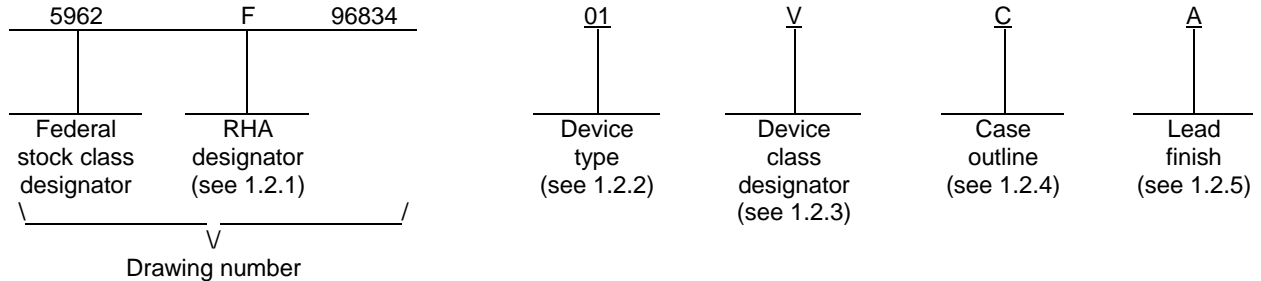 5962 F 96834 01 V C A
Federal stock class designator
RHA designator (see 1.2.1)
Device type (see 1.2.2)
Device class designator (see 1.2.3)
Case outline (see 1.2.4)
Lead finish (see 1.2.5)
\ /
\/
Drawing number